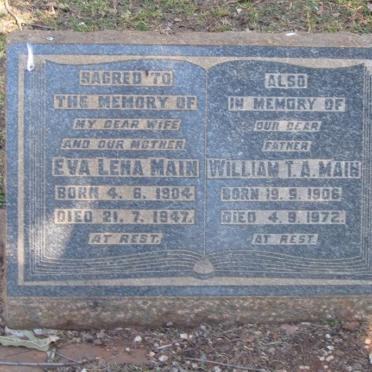 SACRED TO
THE MEMORY OF
MY DEAR WIFE
AND OUR MOTHER
EVA LENA MAIN
BORN 4. 6. 1904
DIED 21. 7. 1947.
AT REST.
ALSO
IN MEMORY OF
OUR DEAR
FATHER
WILLIAM T. A. MAIN
BORN 19. 9. 1906
DIED 4. 9. 1972.
AT REST.